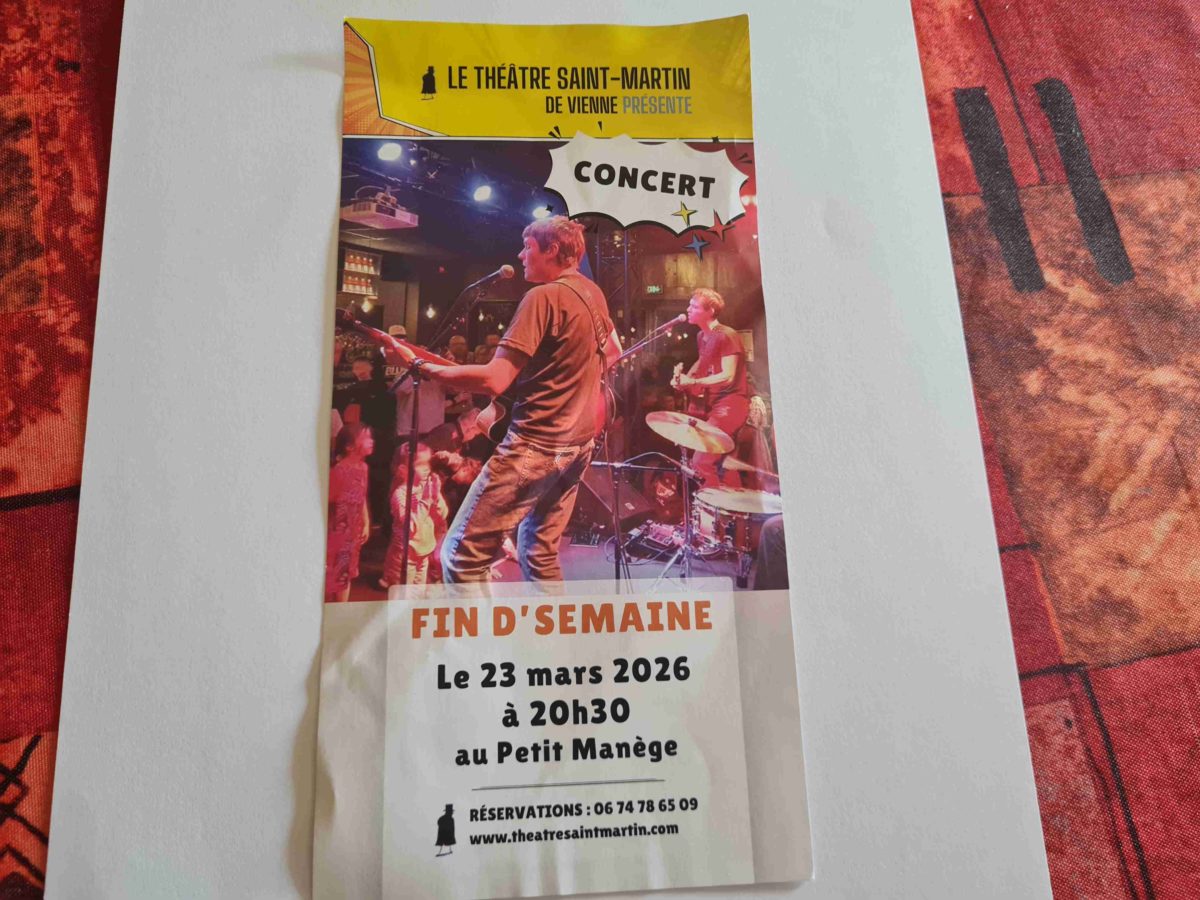 LE THÉÂTRE SAINT-MARTIN
DE VIENNE PRÉSENTE
CONCERT
FIN D'SEMAINE
Le 23 mars 2026
à 20h30
au Petit Manège
RÉSERVATIONS : 06 74 78 65 09
www.theatresaintmartin.com